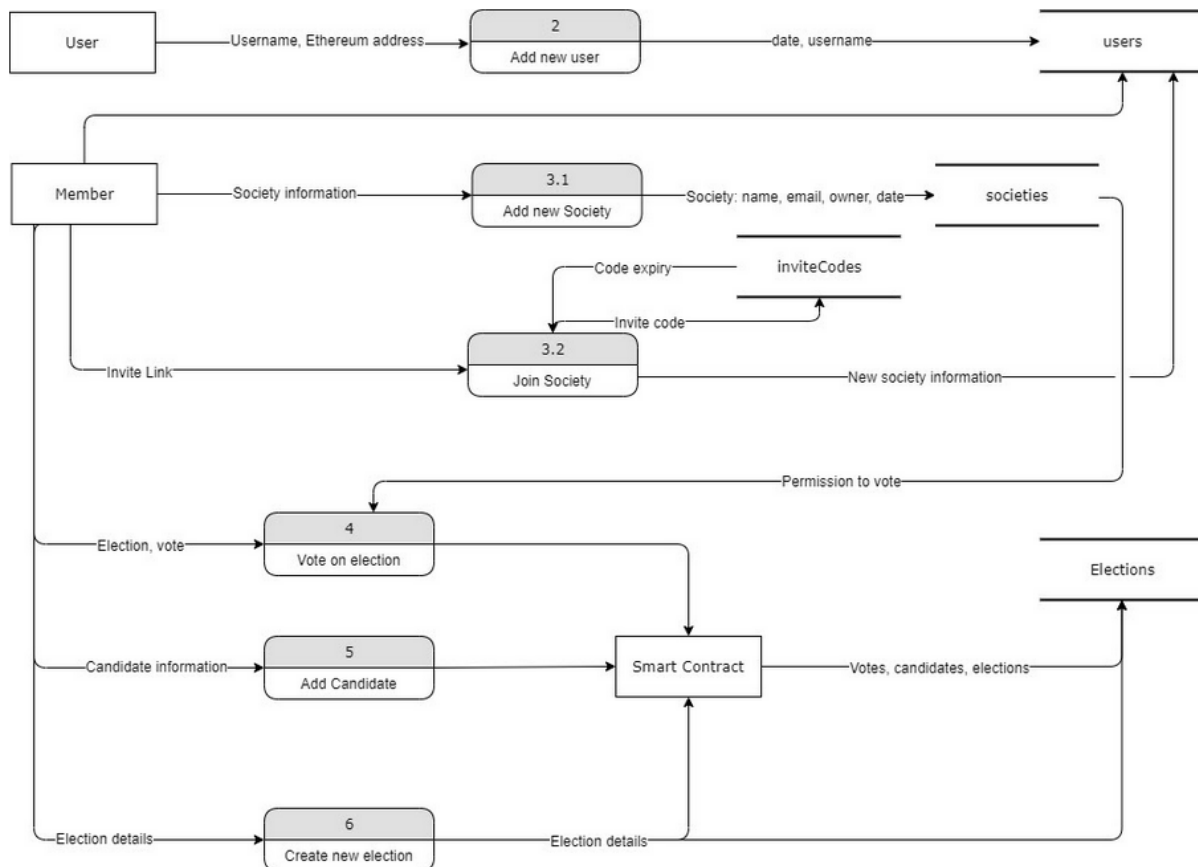 2
User
Username, Ethereum address
date, username
users
Add new user
3.1
Member
Society information
Society: name, email, owner, date
societies
Add new Society
Code expiry
inviteCodes
Invite code
3.2
Invite Link
Join Society
New society information
Permission to vote
4
Election, vote
Vote on election
Elections
5
Candidate information
Smart Contract
Votes, candidates, elections
Add Candidate
6
Election details
Election details
Create new election